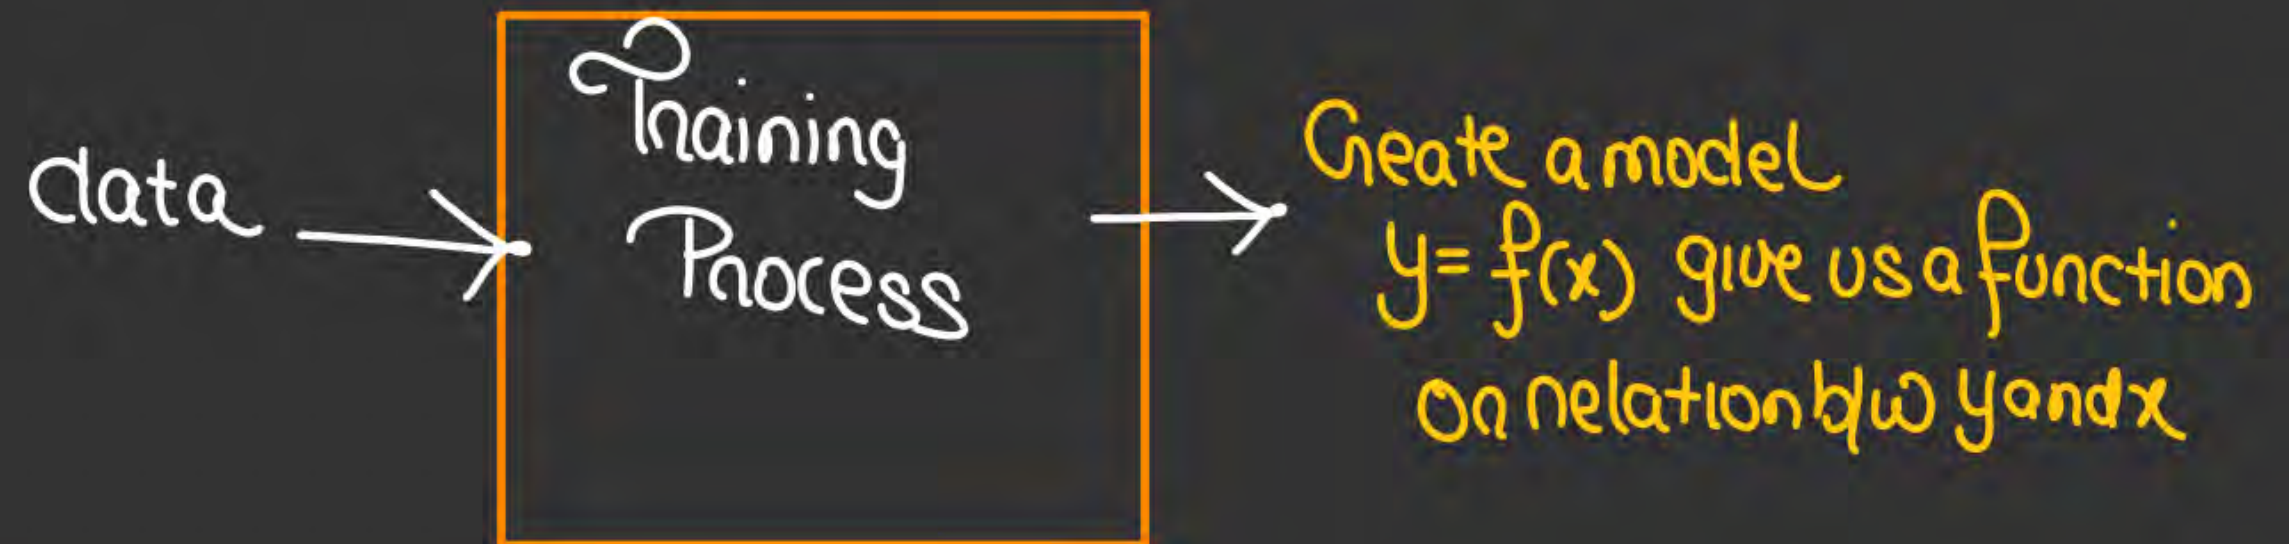 data
Training
Process
Create a model
y = f(x) give us a function
or relation b/w y and x